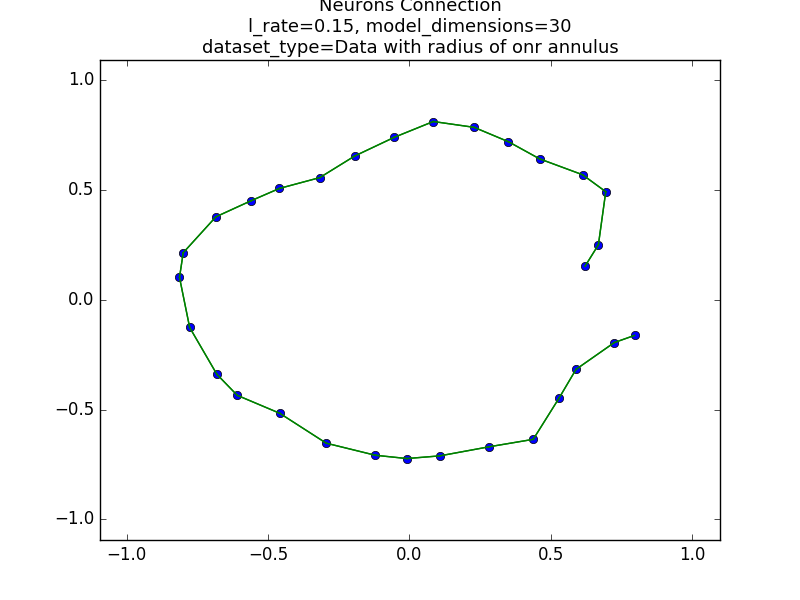 Neurons Connection
l_rate=0.15, model_dimensions=30
dataset_type=Data with radius of onr annulus
1.0
0.5
0.0
−0.5
−1.0
−1.0 −0.5 0.0 0.5 1.0